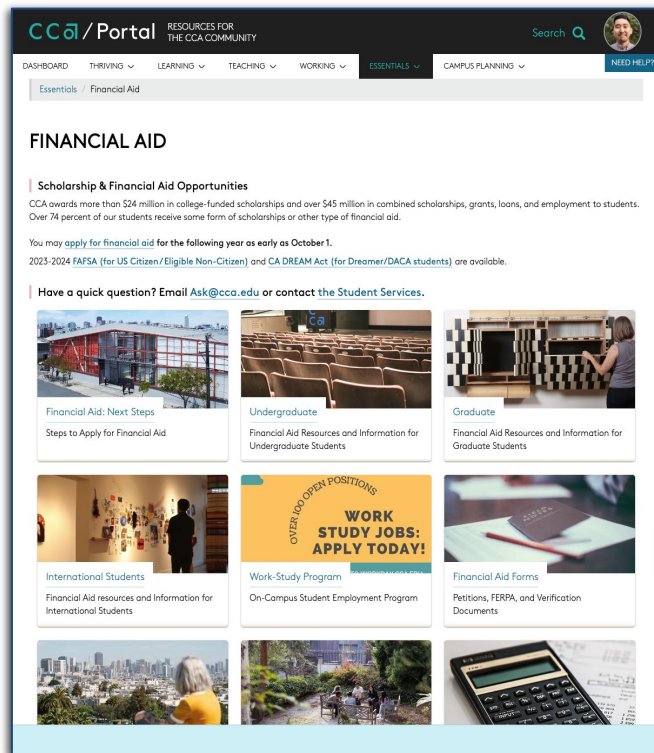 CCA/Portal
RESOURCES FOR
THE CCA COMMUNITY
Search
DASHBOARD THRIVING LEARNING TEACHING WORKING ESSENTIALS CAMPUS PLANNING NEED HELP?
Essentials / Financial Aid
FINANCIAL AID
Scholarship & Financial Aid Opportunities
CCA awards more than $24 million in college-funded scholarships and over $45 million in combined scholarships, grants, loans, and employment to students.
Over 74 percent of our students receive some form of scholarships or other type of financial aid.
You may apply for financial aid for the following year as early as October 1.
2023-2024 FAFSA (for US Citizen/Eligible Non-Citizen) and CA DREAM Act (for Dreamer/DACA students) are available.
Have a quick question? Email Ask@cca.edu or contact the Student Services.
Financial Aid: Next Steps
Steps to Apply for Financial Aid
Undergraduate
Financial Aid Resources and Information for
Undergraduate Students
Graduate
Financial Aid Resources and Information for
Graduate Students
International Students
Financial Aid resources and Information for
International Students
OVER 100 OPEN POSITIONS
WORK
STUDY JOBS:
APPLY TODAY!
Work-Study Program
On-Campus Student Employment Program
Financial Aid Forms
Petitions, FERPA, and Verification
Documents